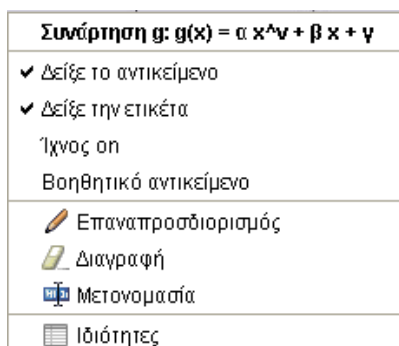 Συνάρτηση g: g(x) = α x^ν + β x + γ
Δείξε το αντικείμενο
Δείξε την ετικέτα
Ίχνος on
Βοηθητικό αντικείμενο
Επαναπροσδιορισμός
Διαγραφή
Μετονομασία
Ιδιότητες